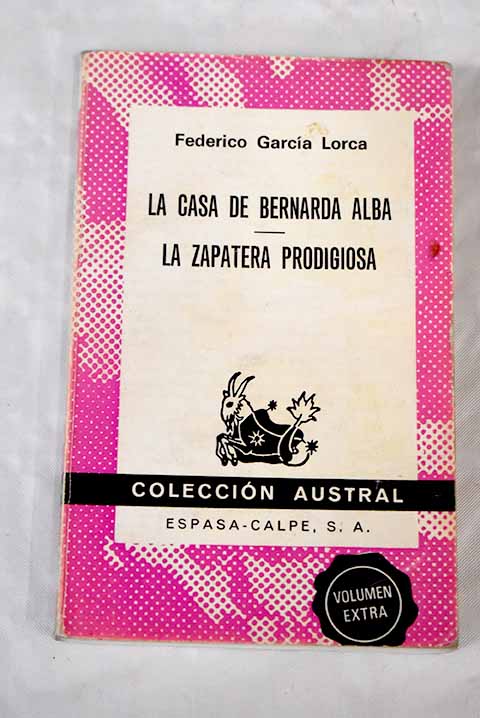 Federico García Lorca
LA CASA DE BERNARDA ALBA
LA ZAPATERA PRODIGIOSA
COLECCIÓN AUSTRAL
ESPASA-CALPE, S. A.
VOLUMEN
EXTRA